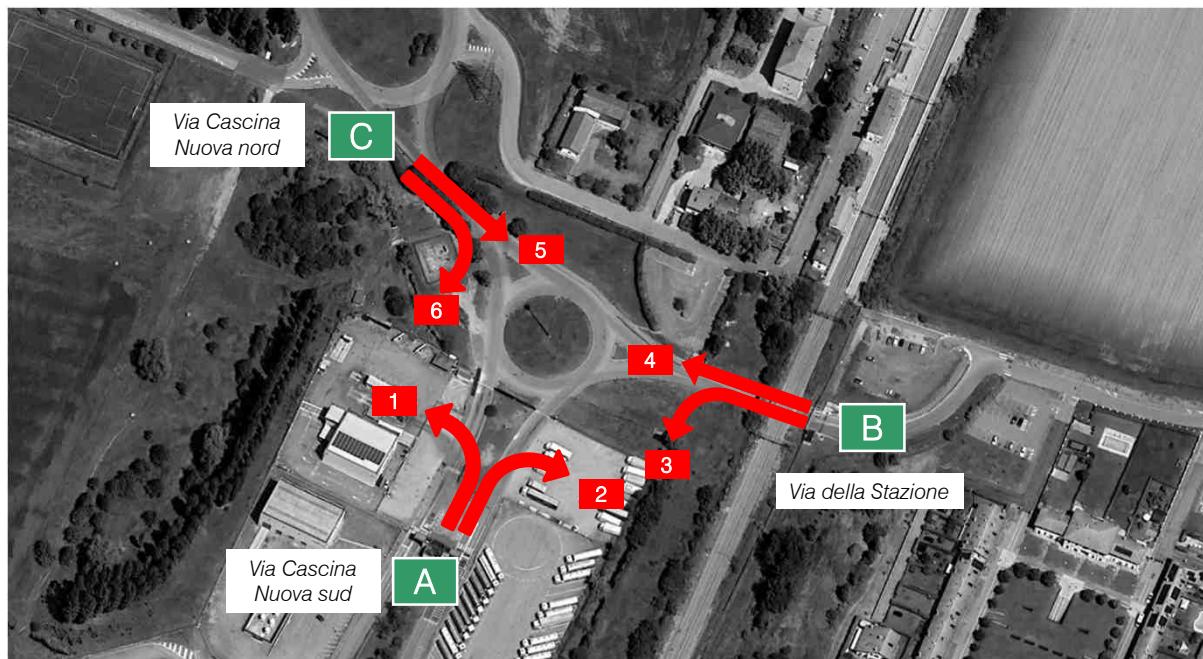 Via Cascina
Nuova nord
C
5
6
4
1
B
3
2
Via della Stazione
Via Cascina
Nuova sud
A